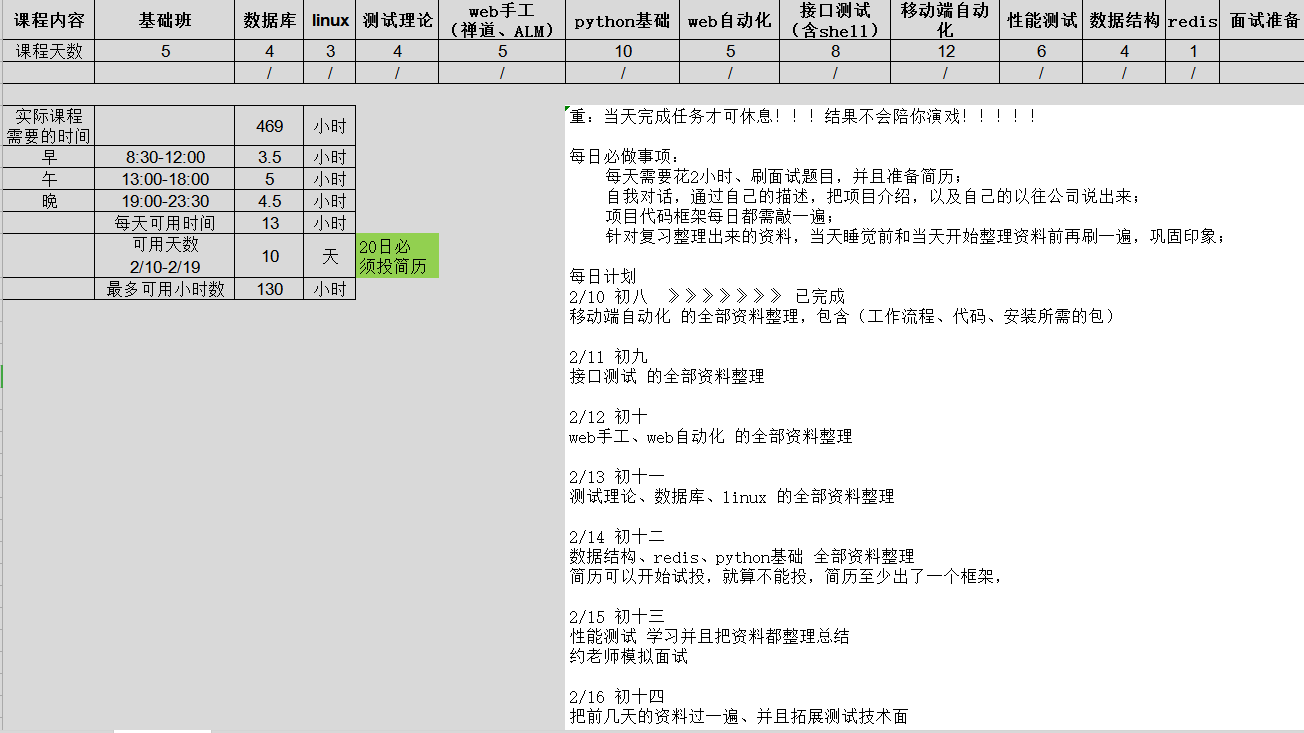 课程内容 基础班 数据库 linux 测试理论 web手工（禅道、ALM） python基础 web自动化 接口测试（含shell） 移动端自动化 性能测试 数据结构 redis 面试准备
课程天数 5 4 3 4 5 10 5 8 12 6 4 1
/ / / / / / / / / / /
实际课程需要的时间 469 小时
早 8:30-12:00 3.5 小时
午 13:00-18:00 5 小时
晚 19:00-23:30 4.5 小时
每天可用时间 13 小时
可用天数
2/10-2/19 10 天
20日必
须投简历
最多可用小时数 130 小时
重：当天完成任务才可休息！！！结果不会陪你演戏！！！！！
每日必做事项：
每天需要花2小时、刷面试题目，并且准备简历；
自我对话，通过自己的描述，把项目介绍，以及自己的以往公司说出来；
项目代码框架每日都需敲一遍；
针对复习整理出来的资料，当天睡觉前和当天开始整理资料前再刷一遍，巩固印象；
每日计划
2/10 初八 》》》》》》》 已完成
移动端自动化 的全部资料整理，包含（工作流程、代码、安装所需的包）
2/11 初九
接口测试 的全部资料整理
2/12 初十
web手工、web自动化 的全部资料整理
2/13 初十一
测试理论、数据库、linux 的全部资料整理
2/14 初十二
数据结构、redis、python基础 全部资料整理
简历可以开始试投，就算不能投，简历至少出了一个框架，
2/15 初十三
性能测试 学习并且把资料都整理总结
约老师模拟面试
2/16 初十四
把前几天的资料过一遍、并且拓展测试技术面